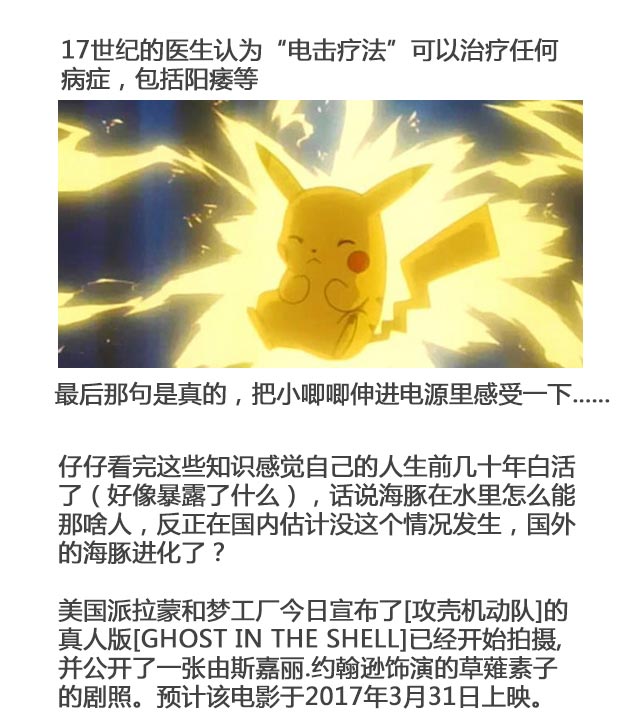 17世纪的医生认为“电击疗法”可以治疗任何
病症，包括阳痿等
最后那句是真的，把小唧唧伸进电源里感受一下......
仔仔看完这些知识感觉自己的人生前几十年白活
了（好像暴露了什么），话说海豚在水里怎么能
那啥人，反正在国内估计没这个情况发生，国外
的海豚进化了？
美国派拉蒙和梦工厂今日宣布了[攻壳机动队]的
真人版[GHOST IN THE SHELL]已经开始拍摄,
并公开了一张由斯嘉丽.约翰逊饰演的草薙素子
的剧照。预计该电影于2017年3月31日上映。